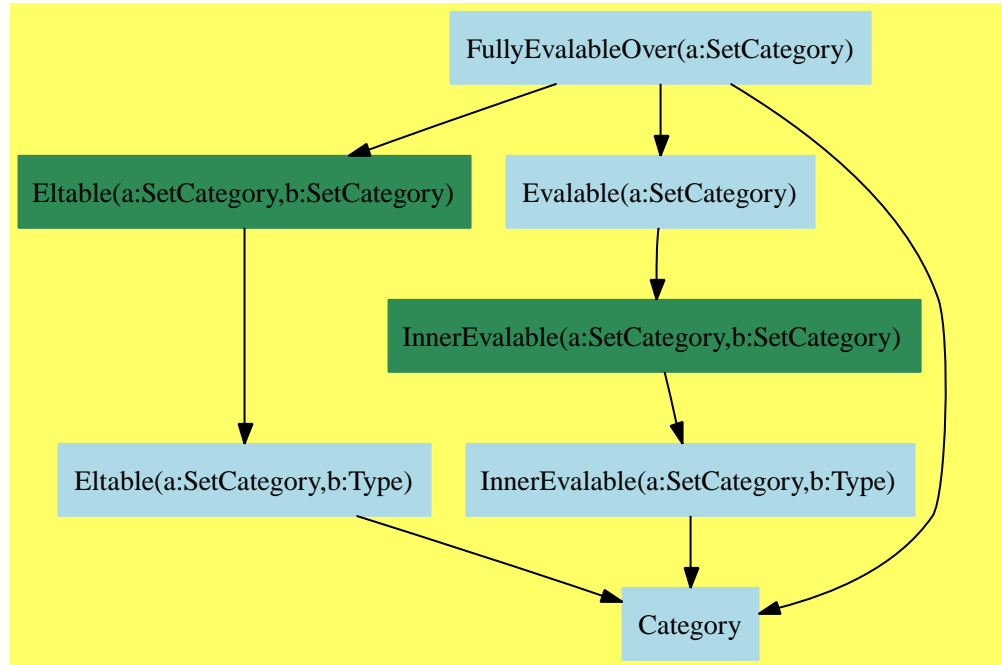 FullyEvalableOver(a:SetCategory)
Eltable(a:SetCategory,b:SetCategory)
Evalable(a:SetCategory)
InnerEvalable(a:SetCategory,b:SetCategory)
Eltable(a:SetCategory,b:Type)
InnerEvalable(a:SetCategory,b:Type)
Category